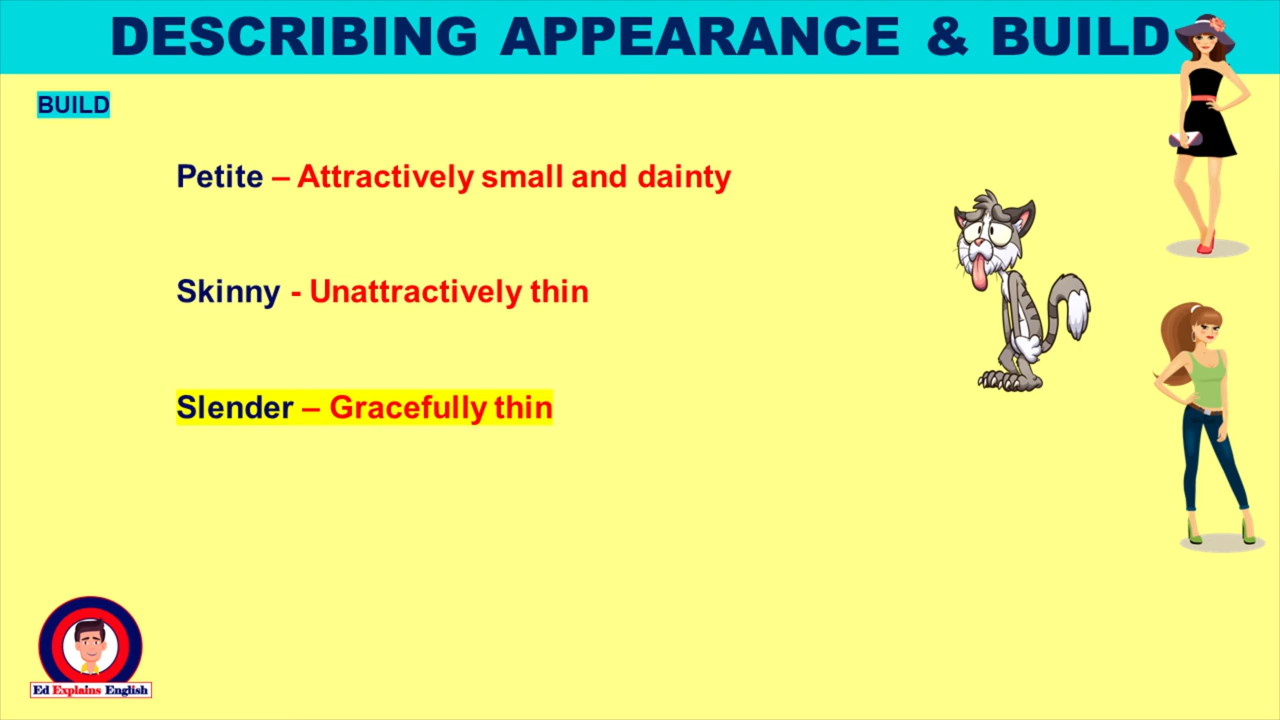 DESCRIBING APPEARANCE & BUILD
BUILD
Petite – Attractively small and dainty
Skinny - Unattractively thin
Slender – Gracefully thin
Ed Explains English